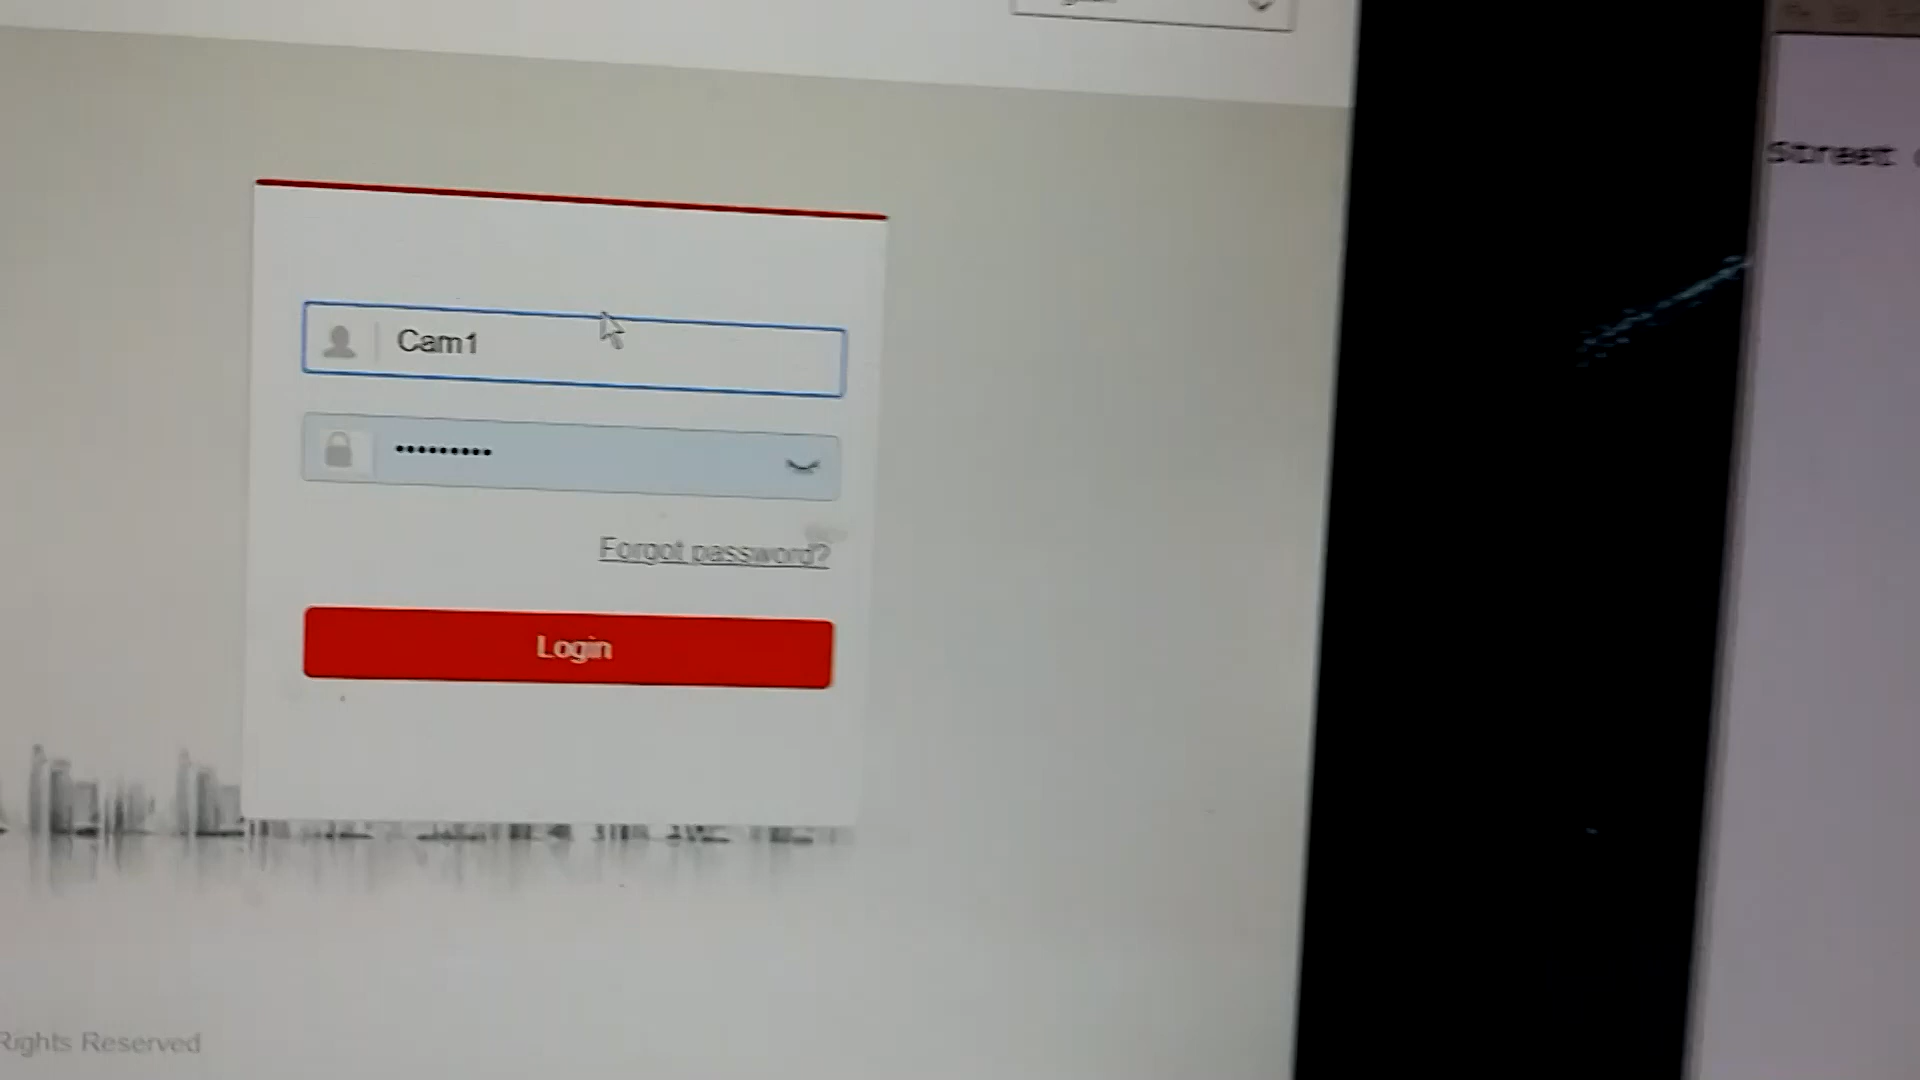 Street
Cam1
•••••••••
Forgot password?
Login
Rights Reserved